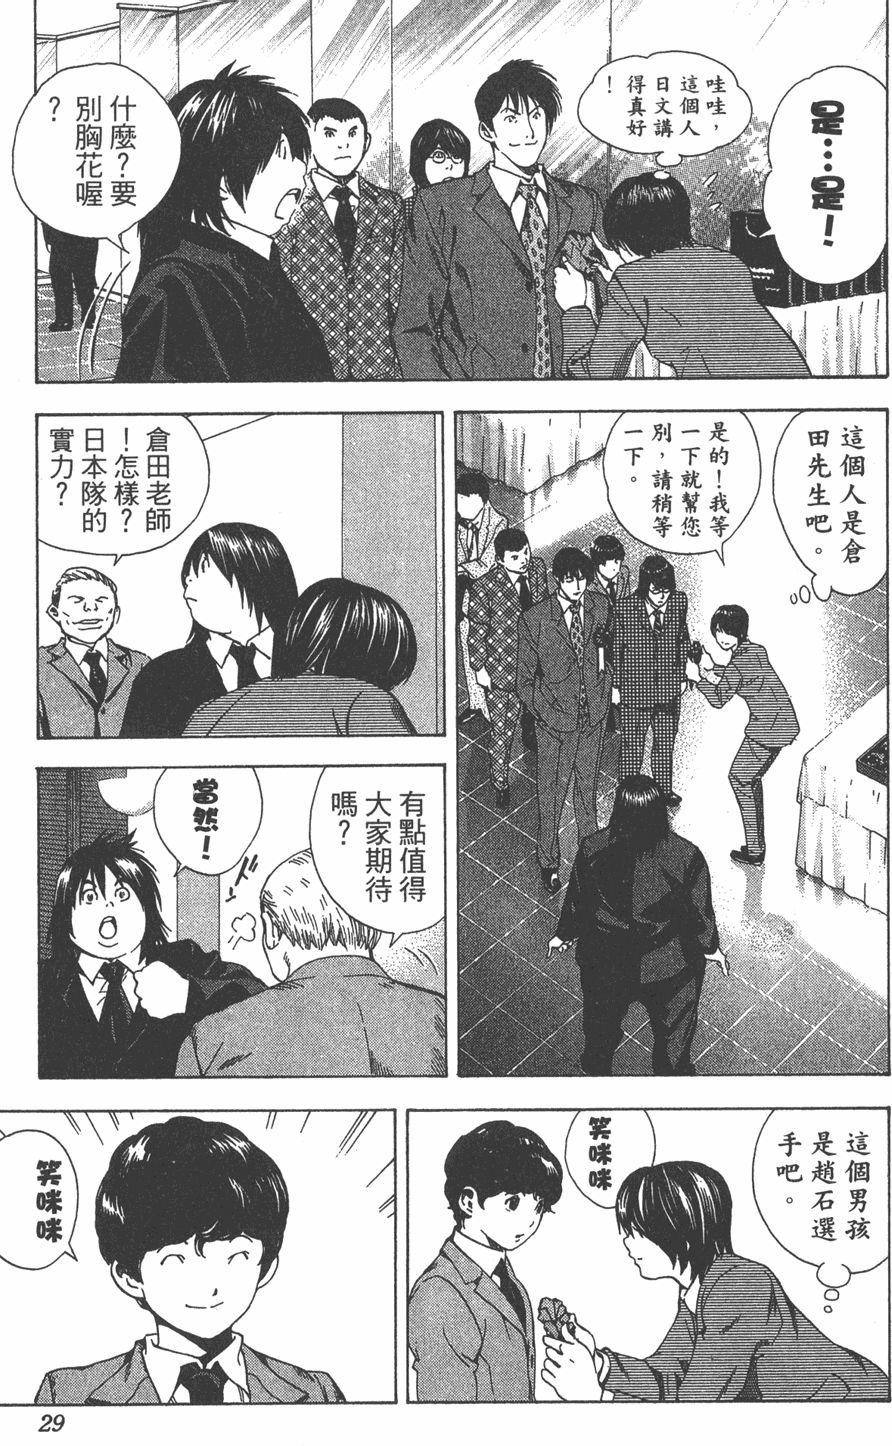 是…是！
哇哇，
這個人
日文講
得真好
！
什麼？要
別胸花喔
？
這個人是倉
田先生吧。
是的！我等
一下就幫您
別，請稍等
一下。
倉田老師
！怎樣？
日本隊的
實力？
有點值得
大家期待
嗎？
當然！
這個男孩
是趙石選
手吧。
笑咪咪
笑咪咪
29